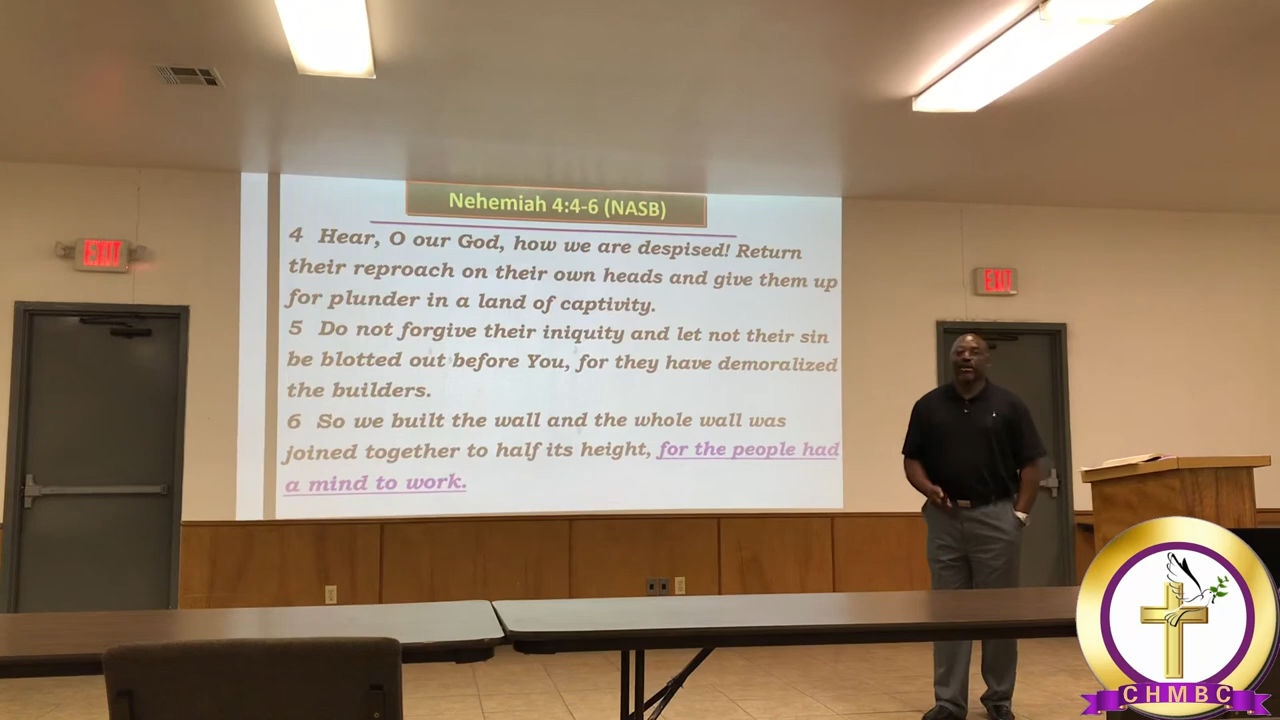 Nehemiah 4:4-6 (NASB)
4 Hear, O our God, how we are despised! Return
their reproach on their own heads and give them up
for plunder in a land of captivity.
5 Do not forgive their iniquity and let not their sin
be blotted out before You, for they have demoralized
the builders.
6 So we built the wall and the whole wall was
joined together to half its height, for the people had
a mind to work.
EXIT
EXIT
CHMBC